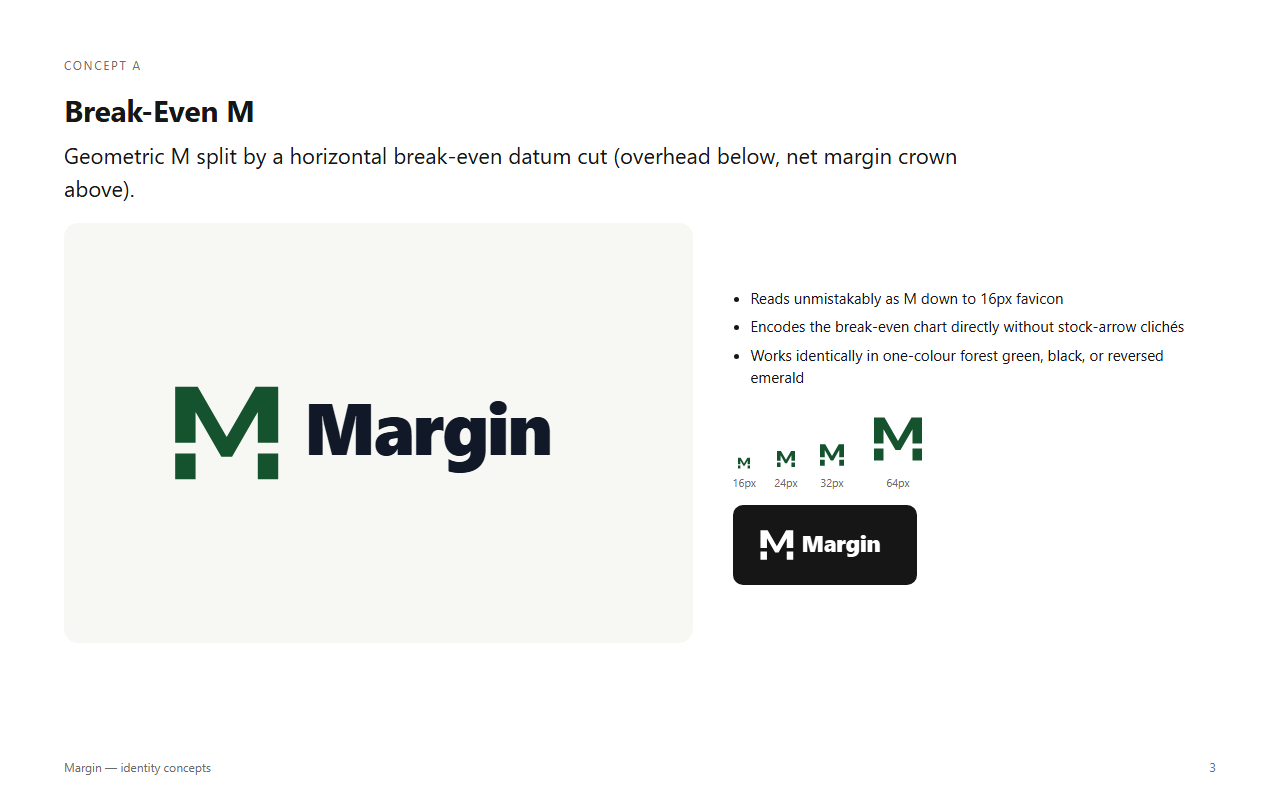 CONCEPT A
Break-Even M
Geometric M split by a horizontal break-even datum cut (overhead below, net margin crown
above).
M Margin
• Reads unmistakably as M down to 16px favicon
• Encodes the break-even chart directly without stock-arrow clichés
• Works identically in one-colour forest green, black, or reversed
emerald
M M M M
16px 24px 32px 64px
M Margin
Margin — identity concepts
3